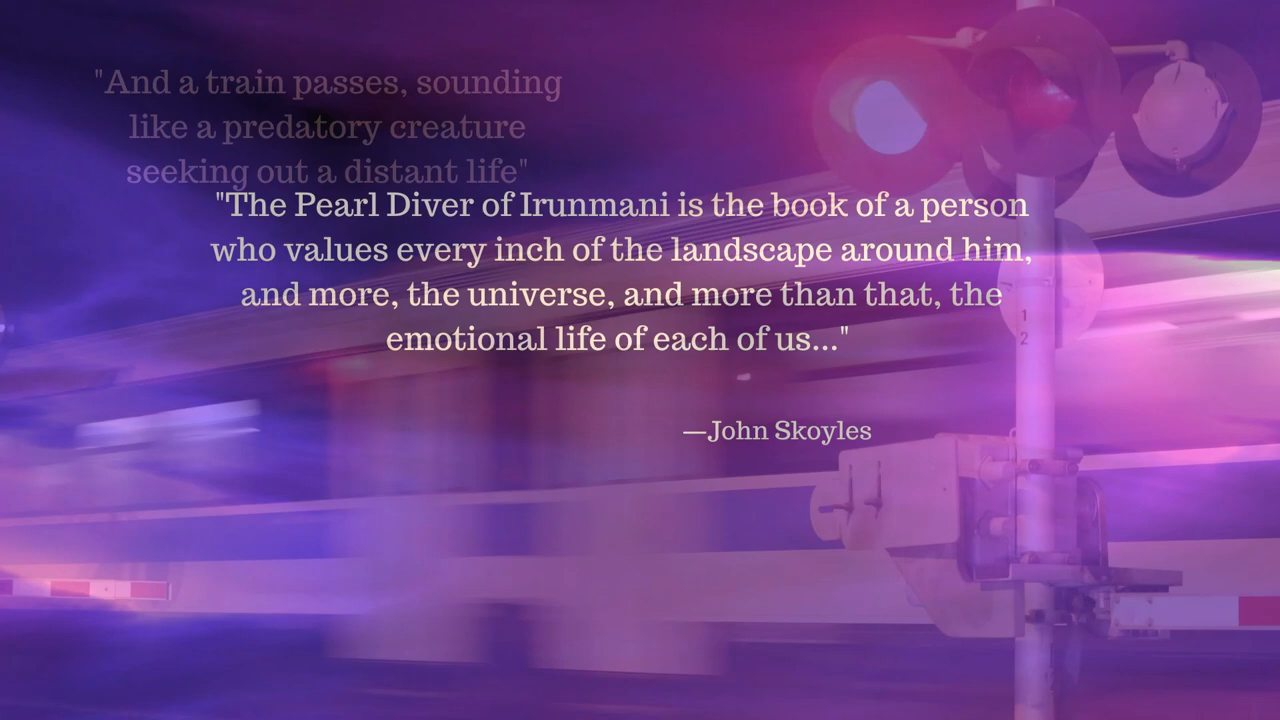 "And a train passes, sounding
like a predatory creature
seeking out a distant life"
"The Pearl Diver of Irunmani is the book of a person
who values every inch of the landscape around him,
and more, the universe, and more than that, the
emotional life of each of us..."
—John Skoyles
1
2